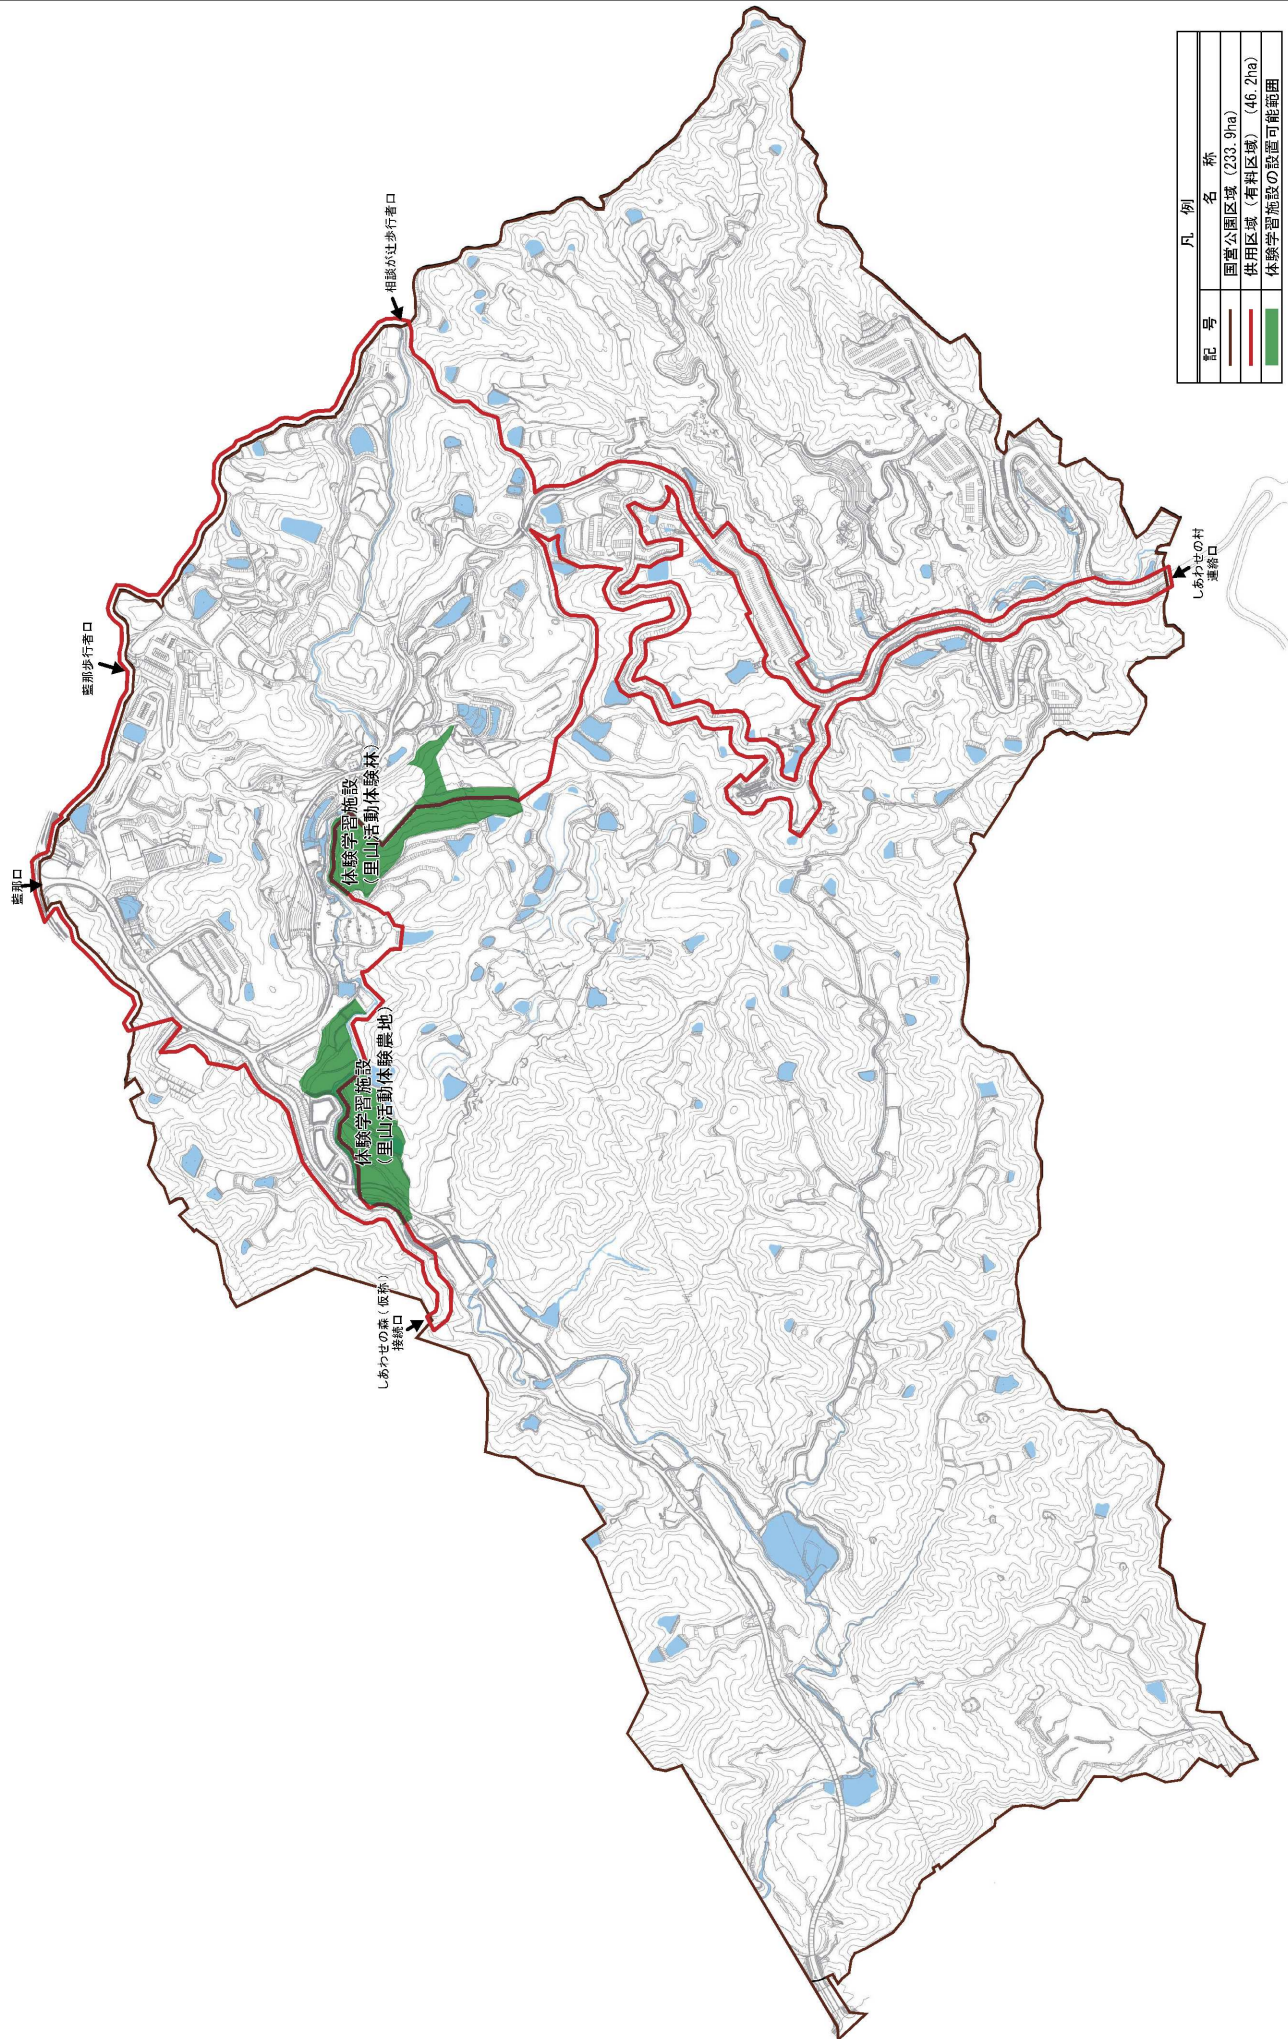 凡 例
記 号
名 称
国営公園区域 (233.9ha)
供用区域 (有料区域) (46.2ha)
体験学習施設の設置可能範囲
藍那口
藍那歩行者口
相談が辻歩行者口
体験学習施設
(里山活動体験林)
体験学習施設
(里山活動体験農地)
しあわせの森(仮称)
接続口
しあわせの村
連絡口